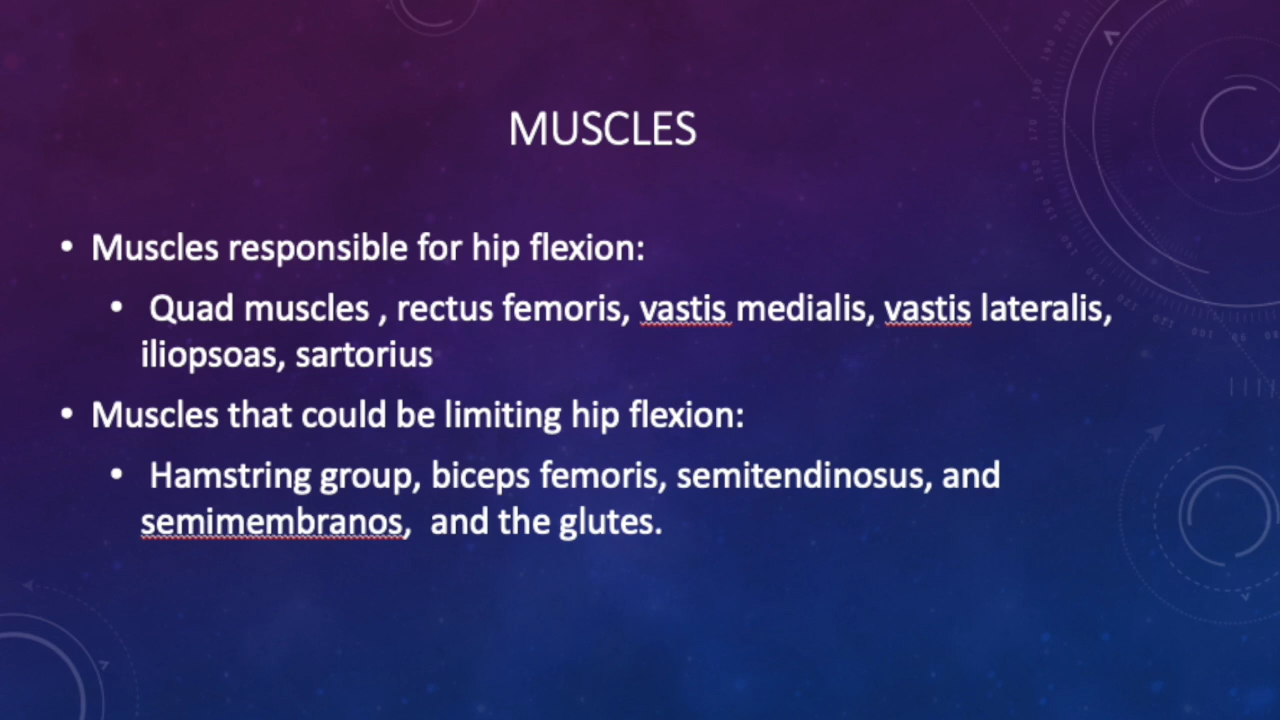 MUSCLES
• Muscles responsible for hip flexion:
• Quad muscles , rectus femoris, vastis medialis, vastis lateralis,
iliopsoas, sartorius
• Muscles that could be limiting hip flexion:
• Hamstring group, biceps femoris, semitendinosus, and
semimembranos,  and the glutes.